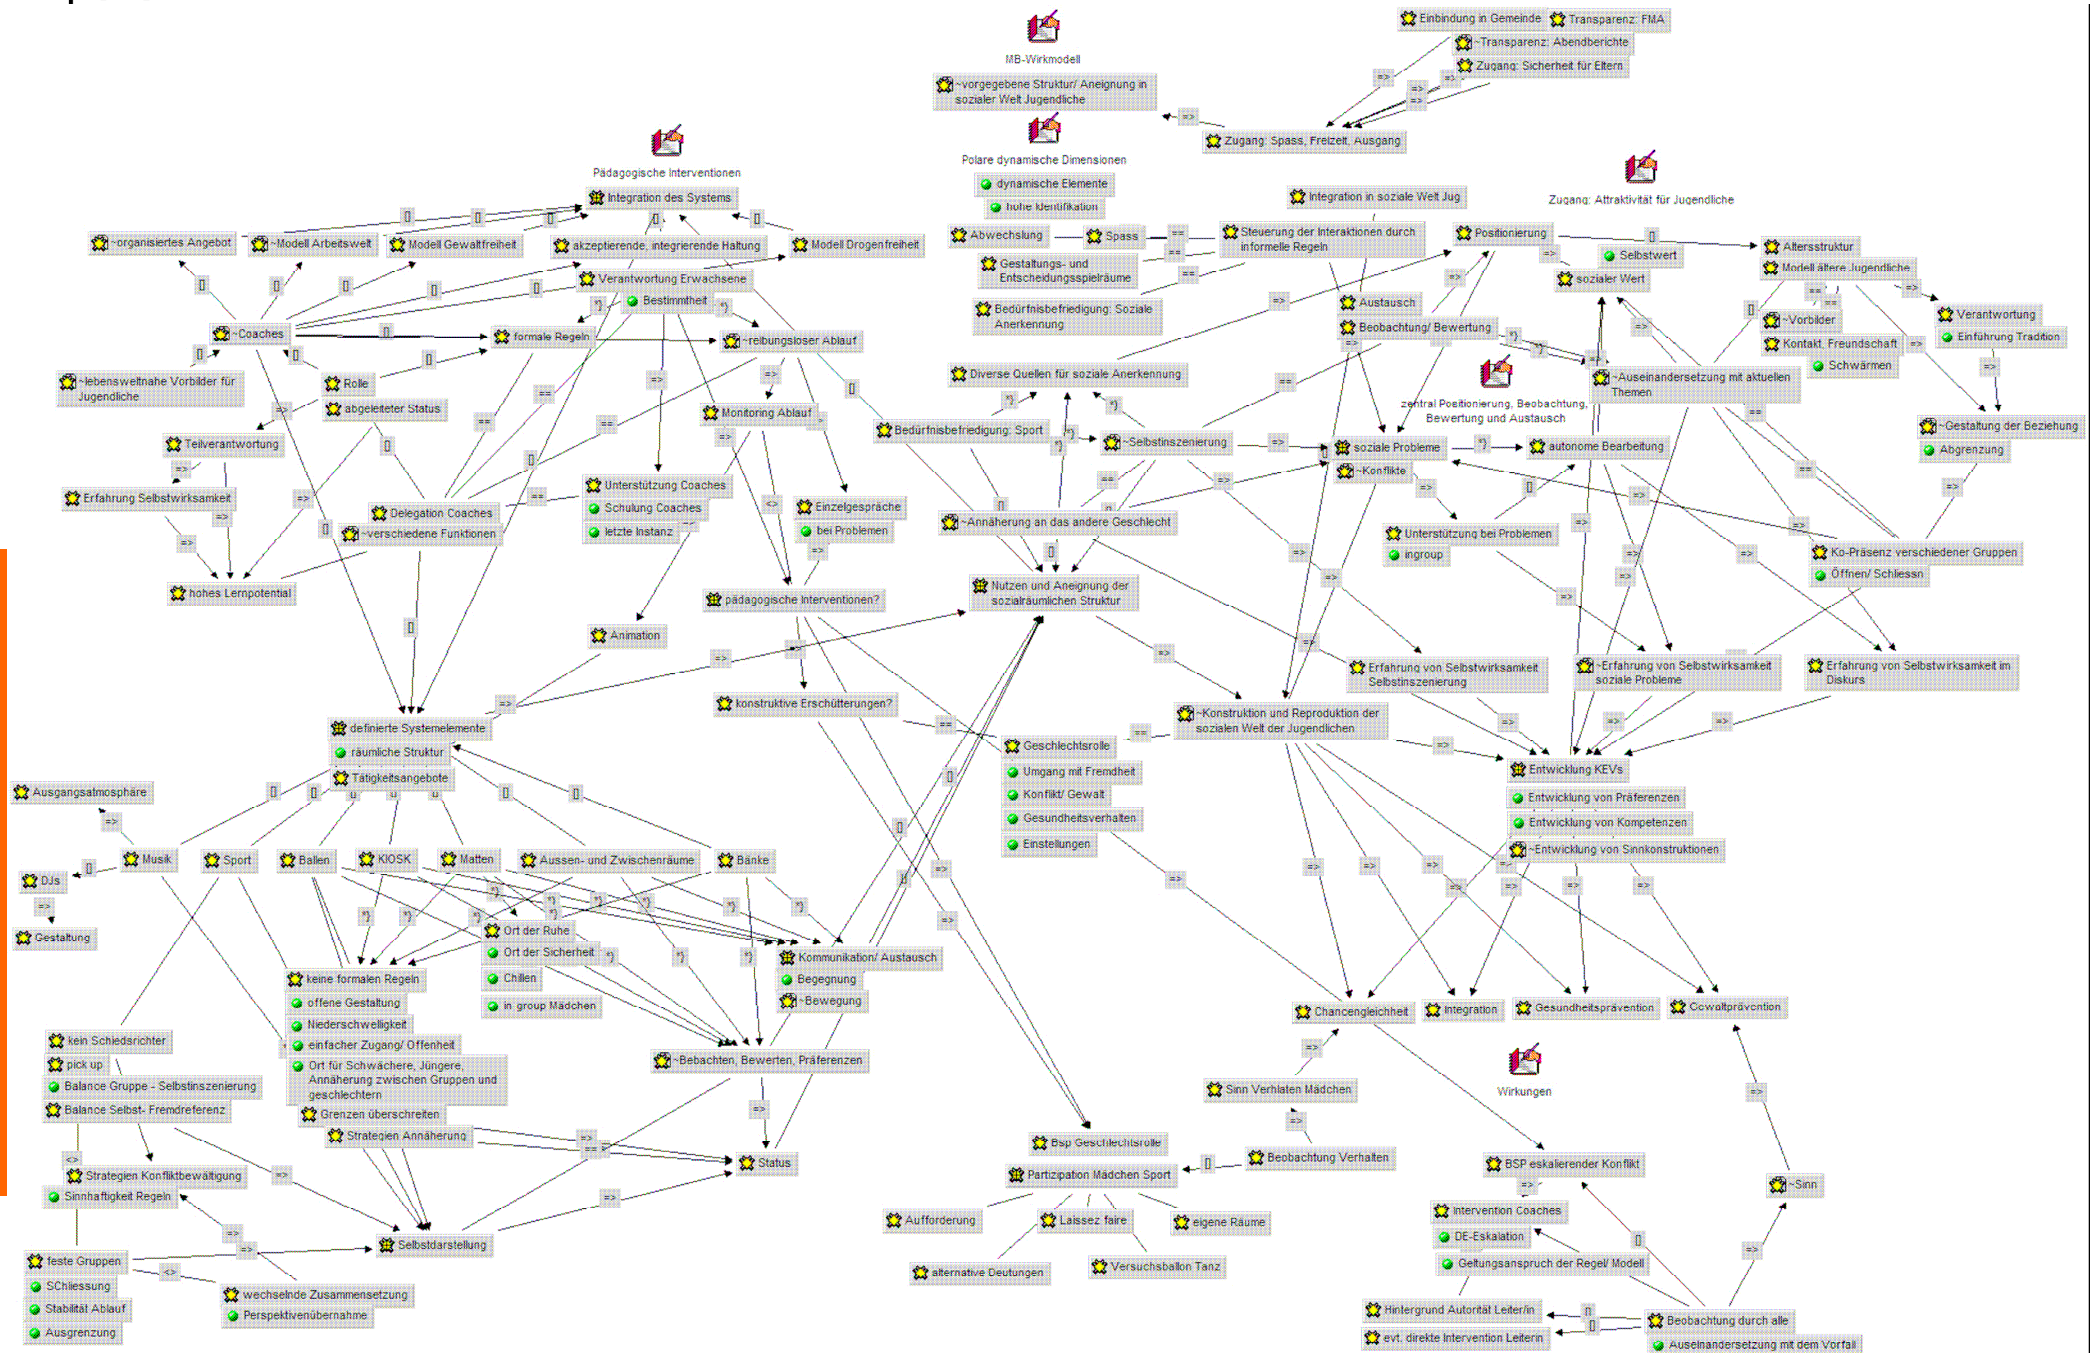 MB-Wirkmodell
~vorgegebene Struktur/ Aneignung in
sozialer Welt Jugendliche
Einbindung in Gemeinde
Transparenz: FMA
~Transparenz: Abendberichte
Zugang: Sicherheit für Eltern
=>
=>
=>
=>
=>
Zugang: Spass, Freizeit, Ausgang
Polare dynamische Dimensionen
dynamische Elemente
hohe Identifikation
Abwechslung
Spass
Gestaltungs- und
Entscheidungsspielräume
Bedürfnisbefriedigung: Soziale
Anerkennung
==
==
==
Steuerung der Interaktionen durch
informelle Regeln
Integration in soziale Welt Jug
Zugang: Attraktivität für Jugendliche
Positionierung
Selbstwert
sozialer Wert
Altersstruktur
Modell ältere Jugendliche
~Vorbilder
Kontakt, Freundschaft
Schwärmen
Verantwortung
Einführung Tradition
~Gestaltung der Beziehung
Abgrenzung
Austausch
Beobachtung/ Bewertung
zentral Positionierung, Beobachtung,
Bewertung und Austausch
~Auseinandersetzung mit aktuellen
Themen
Pädagogische Interventionen
Integration des Systems
~organisiertes Angebot
~Modell Arbeitswelt
Modell Gewaltfreiheit
akzeptierende, integrierende Haltung
Modell Drogenfreiheit
Verantwortung Erwachsene
Bestimmtheit
~Coaches
formale Regeln
~reibungsloser Ablauf
~lebensweltnahe Vorbilder für
Jugendliche
Rolle
abgeleiteter Status
Teilverantwortung
Erfahrung Selbstwirksamkeit
hohes Lernpotential
Delegation Coaches
~verschiedene Funktionen
Monitoring Ablauf
Unterstützung Coaches
Schulung Coaches
letzte Instanz
Einzelgespräche
bei Problemen
pädagogische Interventionen?
Animation
konstruktive Erschütterungen?
Diverse Quellen für soziale Anerkennung
Bedürfnisbefriedigung: Sport
~Selbstinszenierung
~Annäherung an das andere Geschlecht
Nutzen und Aneignung der
sozialräumlichen Struktur
soziale Probleme
~Konflikte
autonome Bearbeitung
Unterstützung bei Problemen
ingroup
Ko-Präsenz verschiedener Gruppen
Öffnen/ Schliessn
Erfahrung von Selbstwirksamkeit
Selbstinszenierung
~Erfahrung von Selbstwirksamkeit
soziale Probleme
Erfahrung von Selbstwirksamkeit im
Diskurs
~Konstruktion und Reproduktion der
sozialen Welt der Jugendlichen
Geschlechtsrolle
Umgang mit Fremdheit
Konflikt/ Gewalt
Gesundheitsverhalten
Einstellungen
Entwicklung KEVs
Entwicklung von Präferenzen
Entwicklung von Kompetenzen
~Entwicklung von Sinnkonstruktionen
definierte Systemelemente
räumliche Struktur
Tätigkeitsangebote
Ausgangsatmosphäre
Musik
Sport
Ballen
KIOSK
Matten
Aussen- und Zwischenräume
Bänke
DJs
Gestaltung
Ort der Ruhe
Ort der Sicherheit
Chillen
in group Mädchen
Kommunikation/ Austausch
Begegnung
~Bewegung
keine formalen Regeln
offene Gestaltung
Niederschwelligkeit
einfacher Zugang/ Offenheit
Ort für Schwächere, Jüngere,
Annäherung zwischen Gruppen und
geschlechtern
Grenzen überschreiten
Strategien Annäherung
kein Schiedsrichter
pick up
Balance Gruppe - Selbstinszenierung
Balance Selbst- Fremdreferenz
Strategien Konfliktbewältigung
Sinnhaftigkeit Regeln
feste Gruppen
SChliessung
Stabilität Ablauf
Ausgrenzung
wechselnde Zusammensetzung
Perspektivenübernahme
Selbstdarstellung
~Bebachten, Bewerten, Präferenzen
Status
Chancengleichheit
Integration
Gesundheitsprävention
Gewaltprävention
Wirkungen
Sinn Verhlaten Mädchen
Beobachtung Verhalten
Bsp Geschlechtsrolle
Partizipation Mädchen Sport
Aufforderung
Laissez faire
eigene Räume
alternative Deutungen
Versuchsballon Tanz
BSP eskalierender Konflikt
Intervention Coaches
DE-Eskalation
Geltungsanspruch der Regel/ Modell
Hintergrund Autorität Leiter/in
evt. direkte Intervention Leiterin
Beobachtung durch alle
Auseinandersetzung mit dem Vorfall
~Sinn